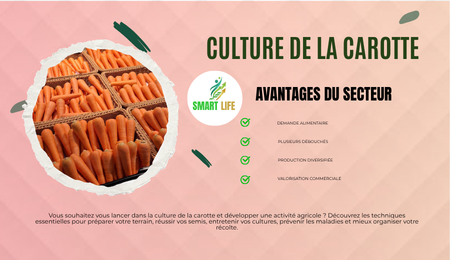 CULTURE DE LA CAROTTE
SMART LIFE
AVANTAGES DU SECTEUR
DEMANDE ALIMENTAIRE
PLUSIEURS DÉBOUCHÉS
PRODUCTION DIVERSIFIÉE
VALORISATION COMMERCIALE
Vous souhaitez vous lancer dans la culture de la carotte et développer une activité agricole ? Découvrez les techniques
essentielles pour préparer votre terrain, réussir vos semis, entretenir vos cultures, prévenir les maladies et mieux organiser votre
récolte.